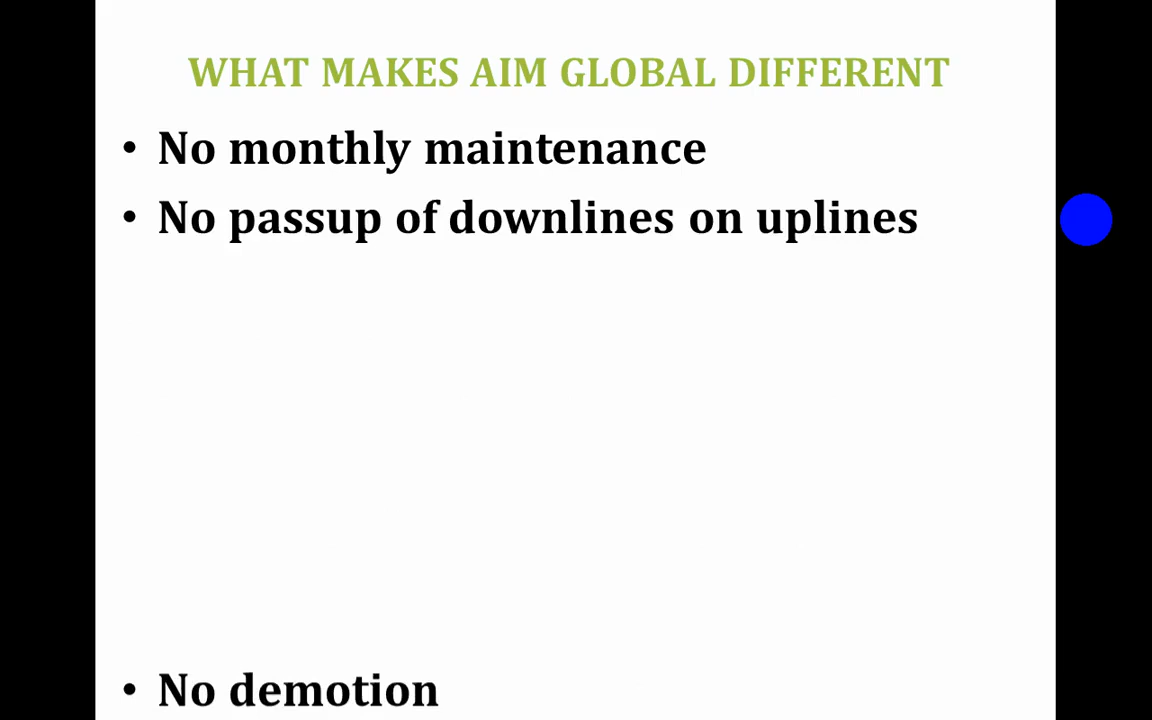 WHAT MAKES AIM GLOBAL DIFFERENT
• No monthly maintenance
• No passup of downlines on uplines
• No demotion